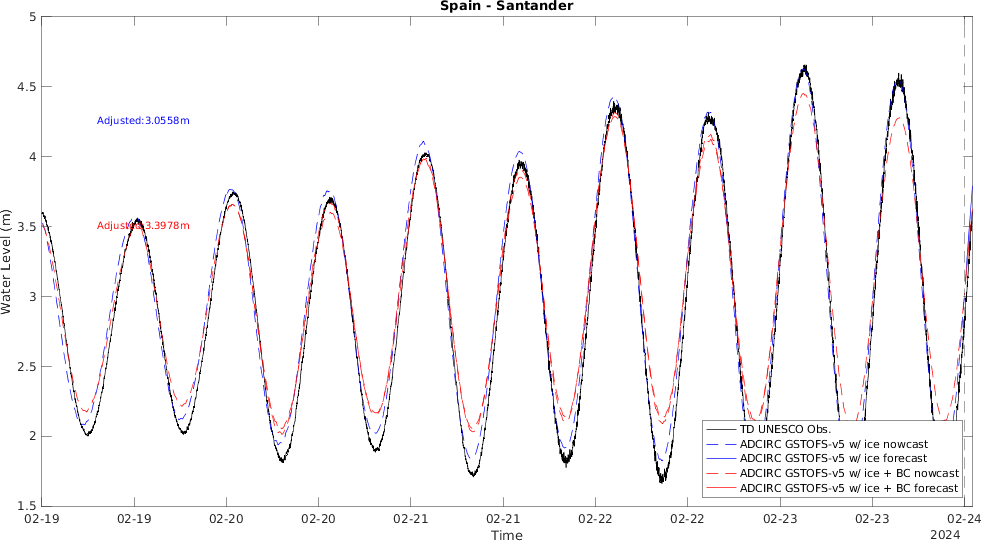 Spain - Santander
Water Level (m)
5
4.5
4
3.5
3
2.5
2
1.5
Adjusted:3.0558m
Adjusted:3.3978m
TD UNESCO Obs.
ADCIRC GSTOFS-v5 w/ ice nowcast
ADCIRC GSTOFS-v5 w/ ice forecast
ADCIRC GSTOFS-v5 w/ ice + BC nowcast
ADCIRC GSTOFS-v5 w/ ice + BC forecast
02-19 02-19 02-20 02-20 02-21 02-21 02-22 02-22 02-23 02-23 02-24
Time
2024